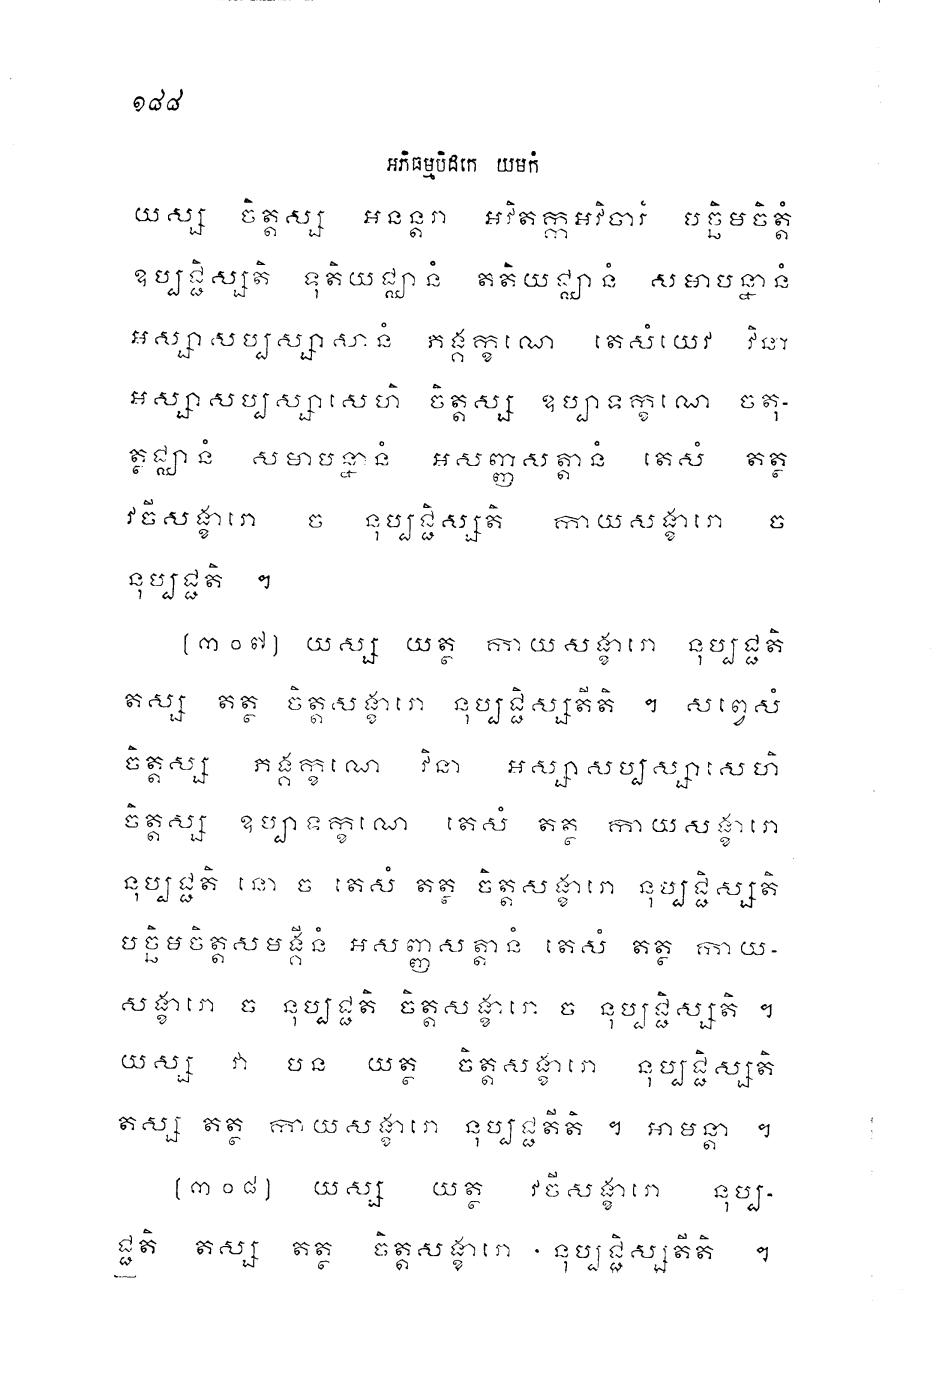 ១៨៨
អភិធម្មបិដកេ យមកំ
យស្ស ចិត្តស្ស អនន្តរា អវិតក្កអវិចារំ បច្ឆិមចិត្តំ
ឧប្បជ្ជិស្សតិ ទុតិយជ្ឈានំ តតិយជ្ឈានំ សមាបន្នានំ
អស្សាសប្បស្សាសានំ ភង្គក្ខណេ តេសំយេវ វិនា
អស្សាសប្បស្សាសេហិ ចិត្តស្ស ឧប្បាទក្ខណេ ចតុ-
ត្ថជ្ឈានំ សមាបន្នានំ អសញ្ញសត្តានំ តេសំ តត្ថ
វចីសង្ខារោ ច នុប្បជ្ជិស្សតិ កាយសង្ខារោ ច
នុប្បជ្ជតិ ។
(៣០៧) យស្ស យត្ថ កាយសង្ខារោ នុប្បជ្ជតិ
តស្ស តត្ថ ចិត្តសង្ខារោ នុប្បជ្ជិស្សតីតិ ។ សព្វេសំ
ចិត្តស្ស ភង្គក្ខណេ វិនា អស្សាសប្បស្សាសេហិ
ចិត្តស្ស ឧប្បាទក្ខណេ តេសំ តត្ថ កាយសង្ខារោ
នុប្បជ្ជតិ នោ ច តេសំ តត្ថ ចិត្តសង្ខារោ នុប្បជ្ជិស្សតិ
បច្ឆិមចិត្តសមង្គីនំ អសញ្ញសត្តានំ តេសំ តត្ថ កាយ-
សង្ខារោ ច នុប្បជ្ជតិ ចិត្តសង្ខារោ ច នុប្បជ្ជិស្សតិ ។
យស្ស វា បន យត្ថ ចិត្តសង្ខារោ នុប្បជ្ជិស្សតិ
តស្ស តត្ថ កាយសង្ខារោ នុប្បជ្ជតីតិ ។ អាមន្តា ។
(៣០៨) យស្ស យត្ថ វចីសង្ខារោ នុប្ប-
ជ្ជតិ តស្ស តត្ថ ចិត្តសង្ខារោ នុប្បជ្ជិស្សតីតិ ។